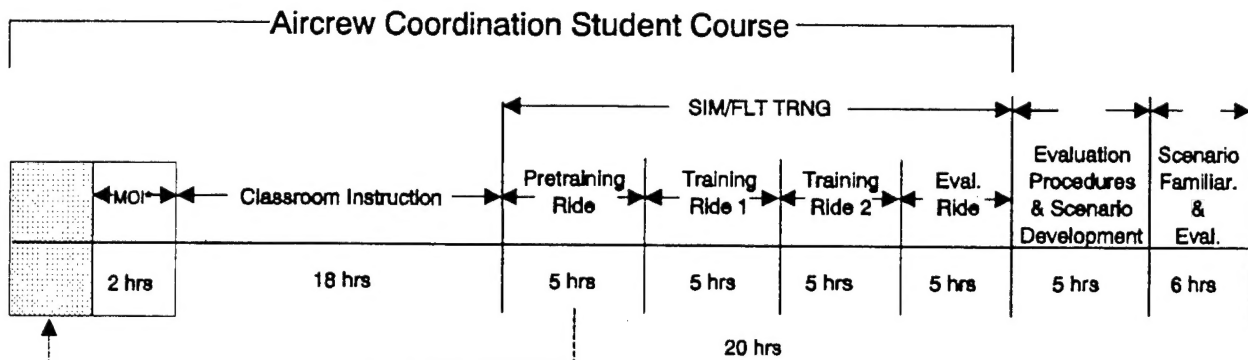 Aircrew Coordination Student Course
SIM/FLT TRNG
MOI*
Classroom Instruction
Pretraining
Ride
Training
Ride 1
Training
Ride 2
Eval.
Ride
Evaluation
Procedures
& Scenario
Development
Scenario
Familiar.
&
Eval.
2 hrs
18 hrs
5 hrs
5 hrs
5 hrs
5 hrs
5 hrs
6 hrs
20 hrs